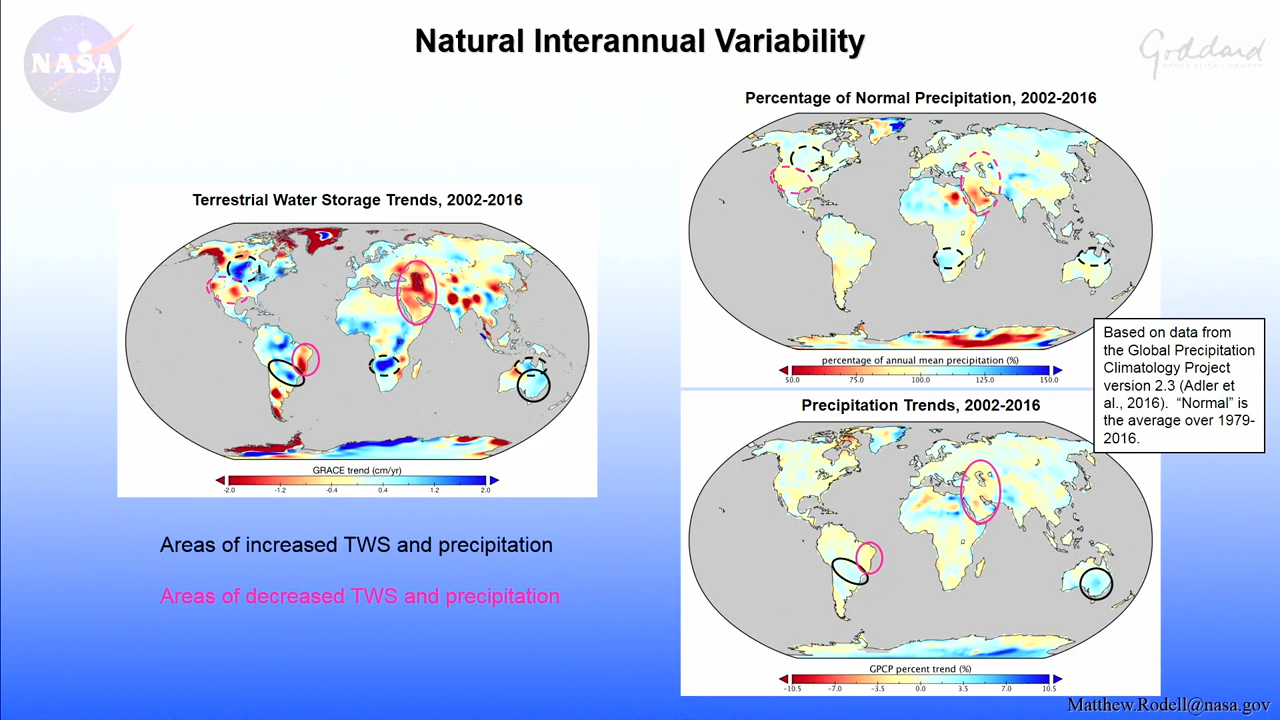 Natural Interannual Variability
NASA
Goddard
SPACE FLIGHT CENTER
Percentage of Normal Precipitation, 2002-2016
percentage of annual mean precipitation (%)
50.0 75.0 100.0 125.0 150.0
Terrestrial Water Storage Trends, 2002-2016
GRACE trend (cm/yr)
-2.0 -1.2 -0.4 0.4 1.2 2.0
Based on data from
the Global Precipitation
Climatology Project
version 2.3 (Adler et
al., 2016). “Normal” is
the average over 1979-
2016.
Precipitation Trends, 2002-2016
GPCP percent trend (%)
-10.5 -7.0 -3.5 0.0 3.5 7.0 10.5
Areas of increased TWS and precipitation
Areas of decreased TWS and precipitation
Matthew.Rodell@nasa.gov